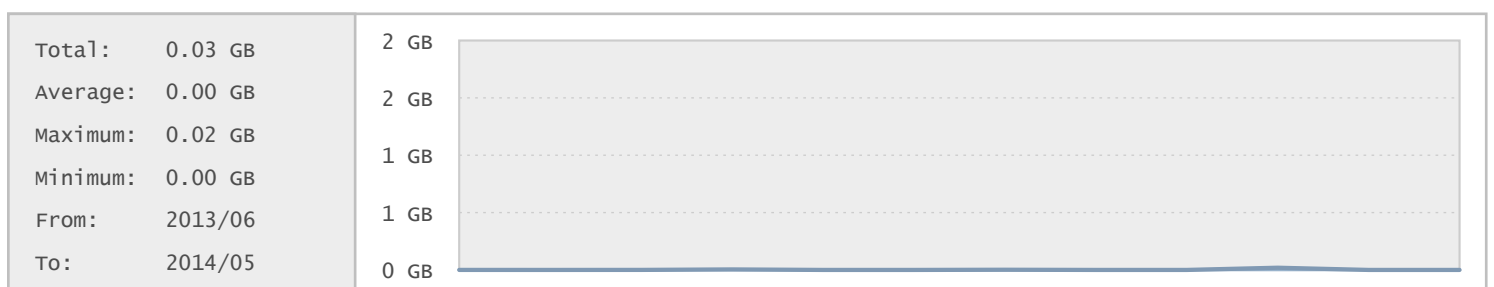 Total: 0.03 GB
Average: 0.00 GB
Maximum: 0.02 GB
Minimum: 0.00 GB
From: 2013/06
To: 2014/05
2 GB
2 GB
1 GB
1 GB
0 GB